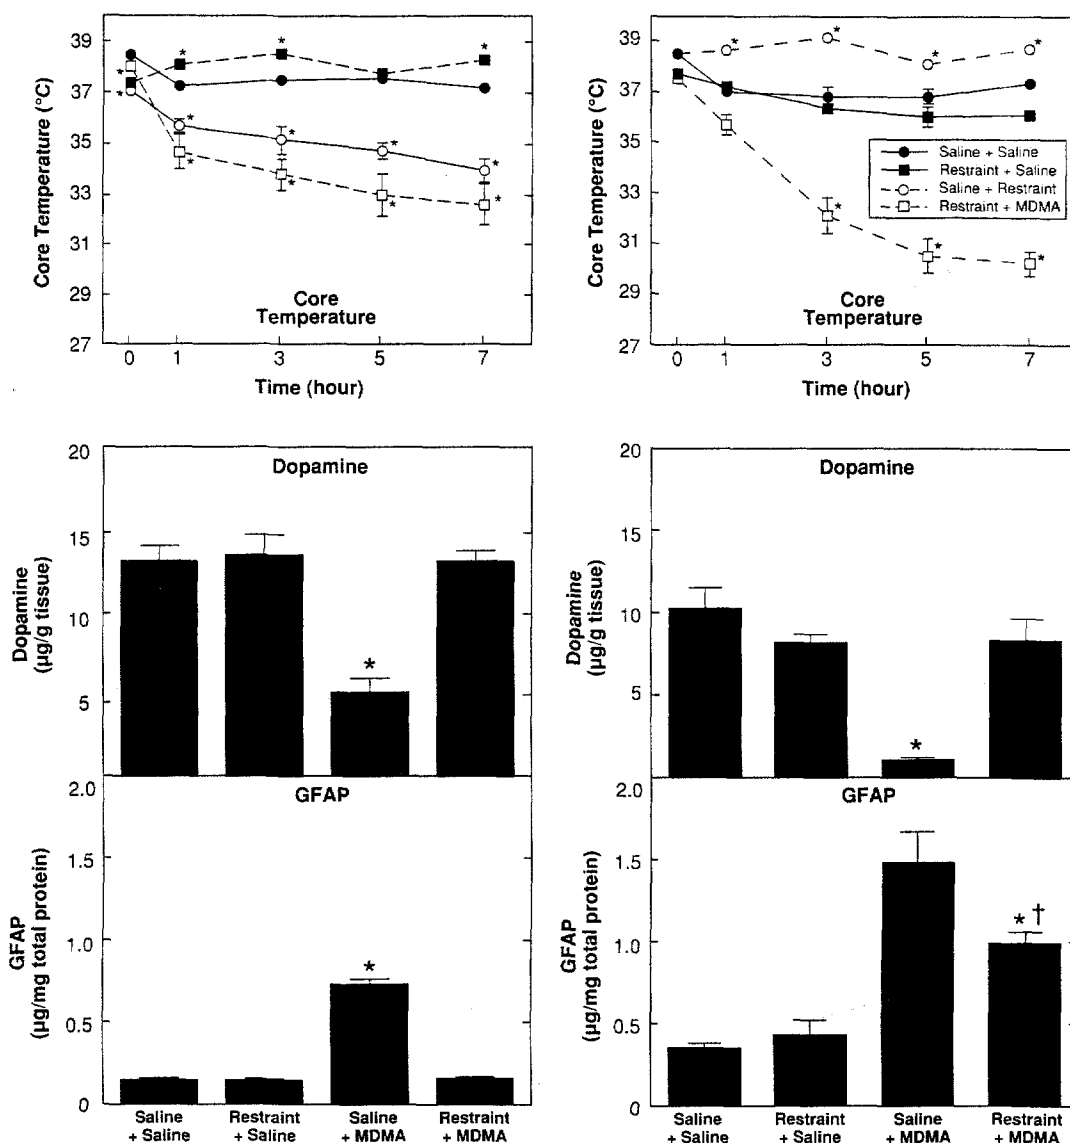 39
37
35
33
31
29
27
Core Temperature (°C)
* * * * * * * * * * * * *
Core
Temperature
0 1 3 5 7
Time (hour)
39
37
35
33
31
29
27
Core Temperature (°C)
* * * * * * *
Saline + Saline
Restraint + Saline
Saline + Restraint
Restraint + MDMA
Core
Temperature
0 1 3 5 7
Time (hour)
20
15
10
5
Dopamine
(µg/g tissue)
Dopamine
*
2.0
1.5
1.0
0.5
0
GFAP
(µg/mg total protein)
GFAP
*
Saline + Saline
Restraint + Saline
Saline + MDMA
Restraint + MDMA
20
15
10
5
Dopamine
(µg/g tissue)
Dopamine
*
2.0
1.5
1.0
0.5
0
GFAP
(µg/mg total protein)
GFAP
* †
Saline + Saline
Restraint + Saline
Saline + MDMA
Restraint + MDMA